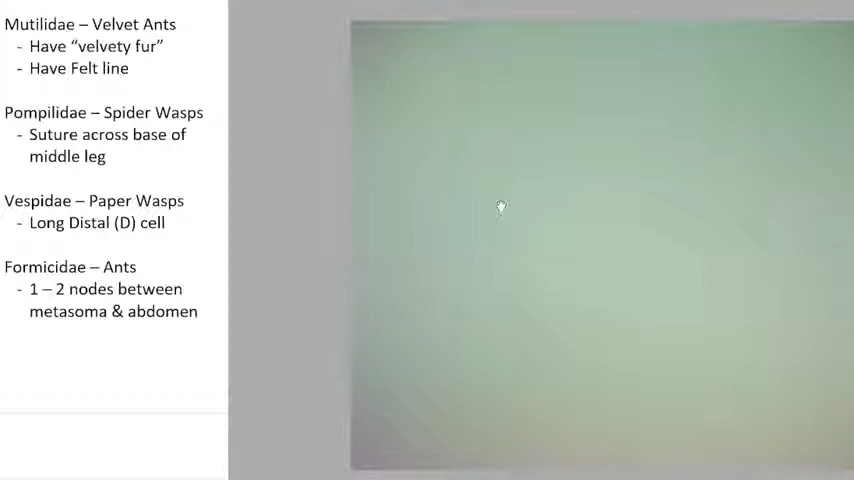 Mutilidae – Velvet Ants
- Have “velvety fur”
- Have Felt line
Pompilidae – Spider Wasps
- Suture across base of
middle leg
Vespidae – Paper Wasps
- Long Distal (D) cell
Formicidae – Ants
- 1 – 2 nodes between
metasoma & abdomen